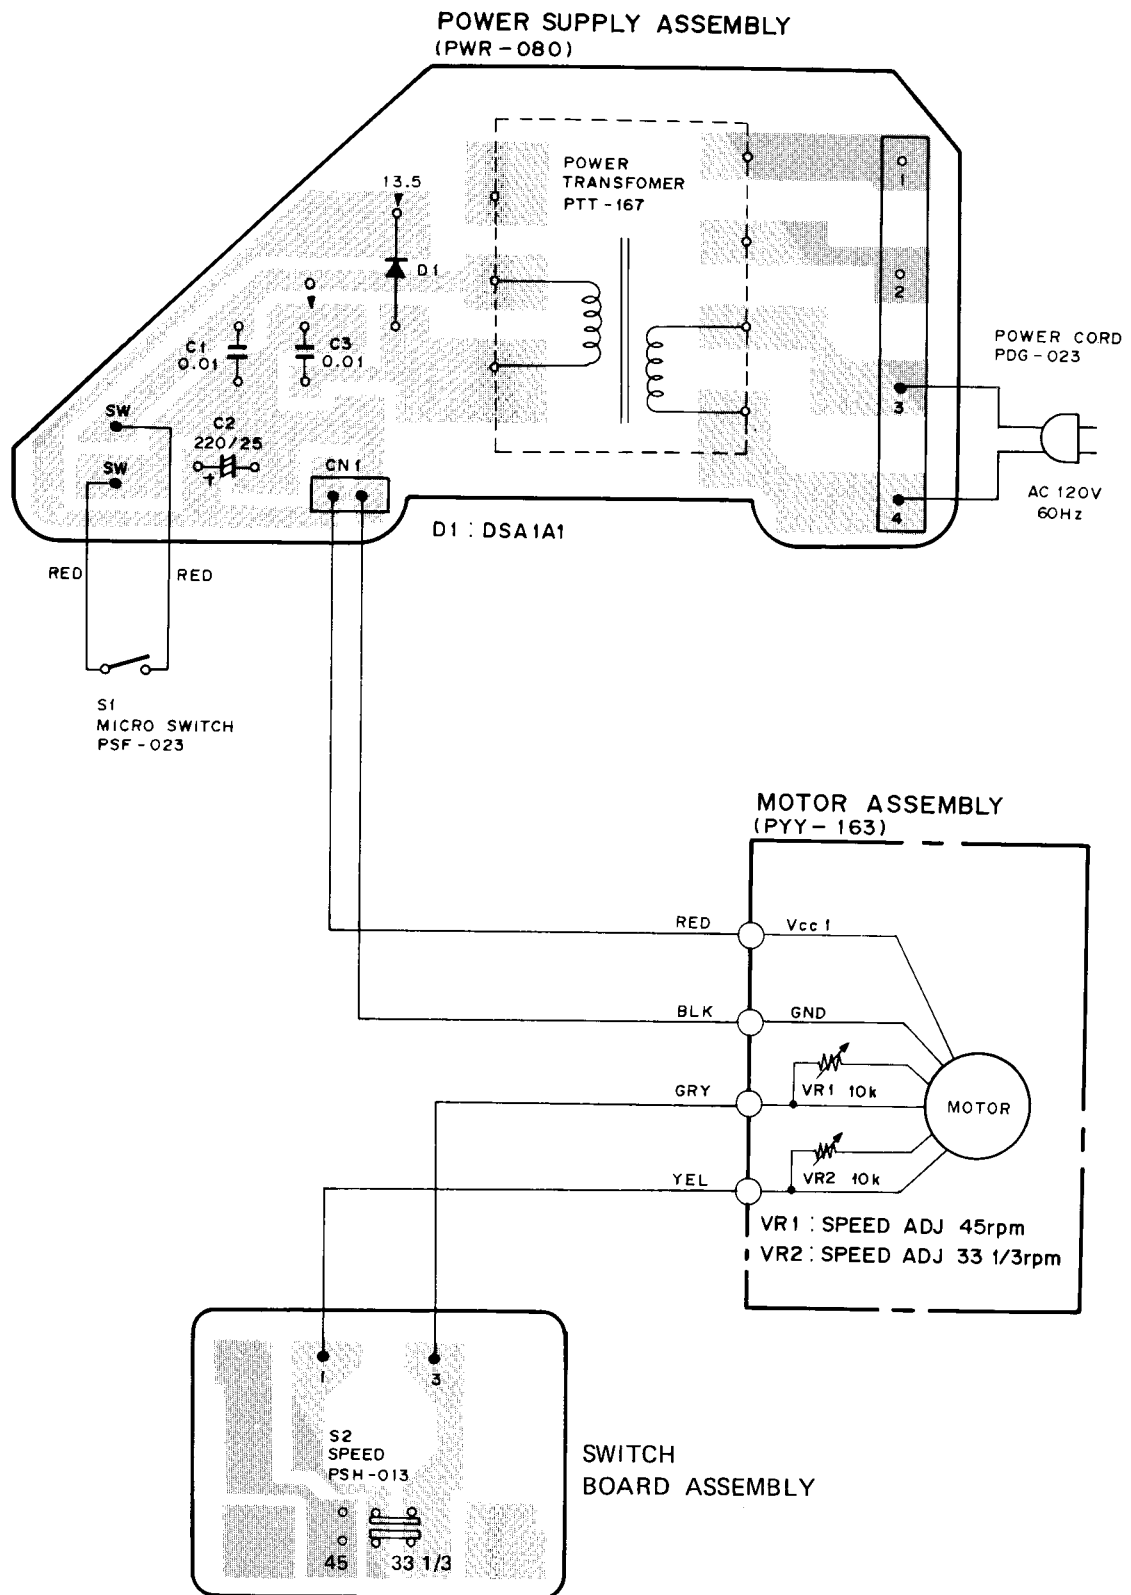 POWER SUPPLY ASSEMBLY
(PWR-080)
POWER
TRANSFOMER
PTT-167
1
2
3
4
13.5
D1
0
C1
0.01
C3
0.01
POWER CORD
PDG-023
AC 120V
60Hz
SW
SW
C2
220/25
+
CN1
D1 : DSA1A1
RED
RED
S1
MICRO SWITCH
PSF-023
MOTOR ASSEMBLY
(PYY-163)
RED
Vcc 1
BLK
GND
GRY
VR1 10k
MOTOR
YEL
VR2 10k
VR1 : SPEED ADJ 45rpm
VR2 : SPEED ADJ 33 1/3rpm
1
3
S2
SPEED
PSH-013
45
33 1/3
SWITCH
BOARD ASSEMBLY